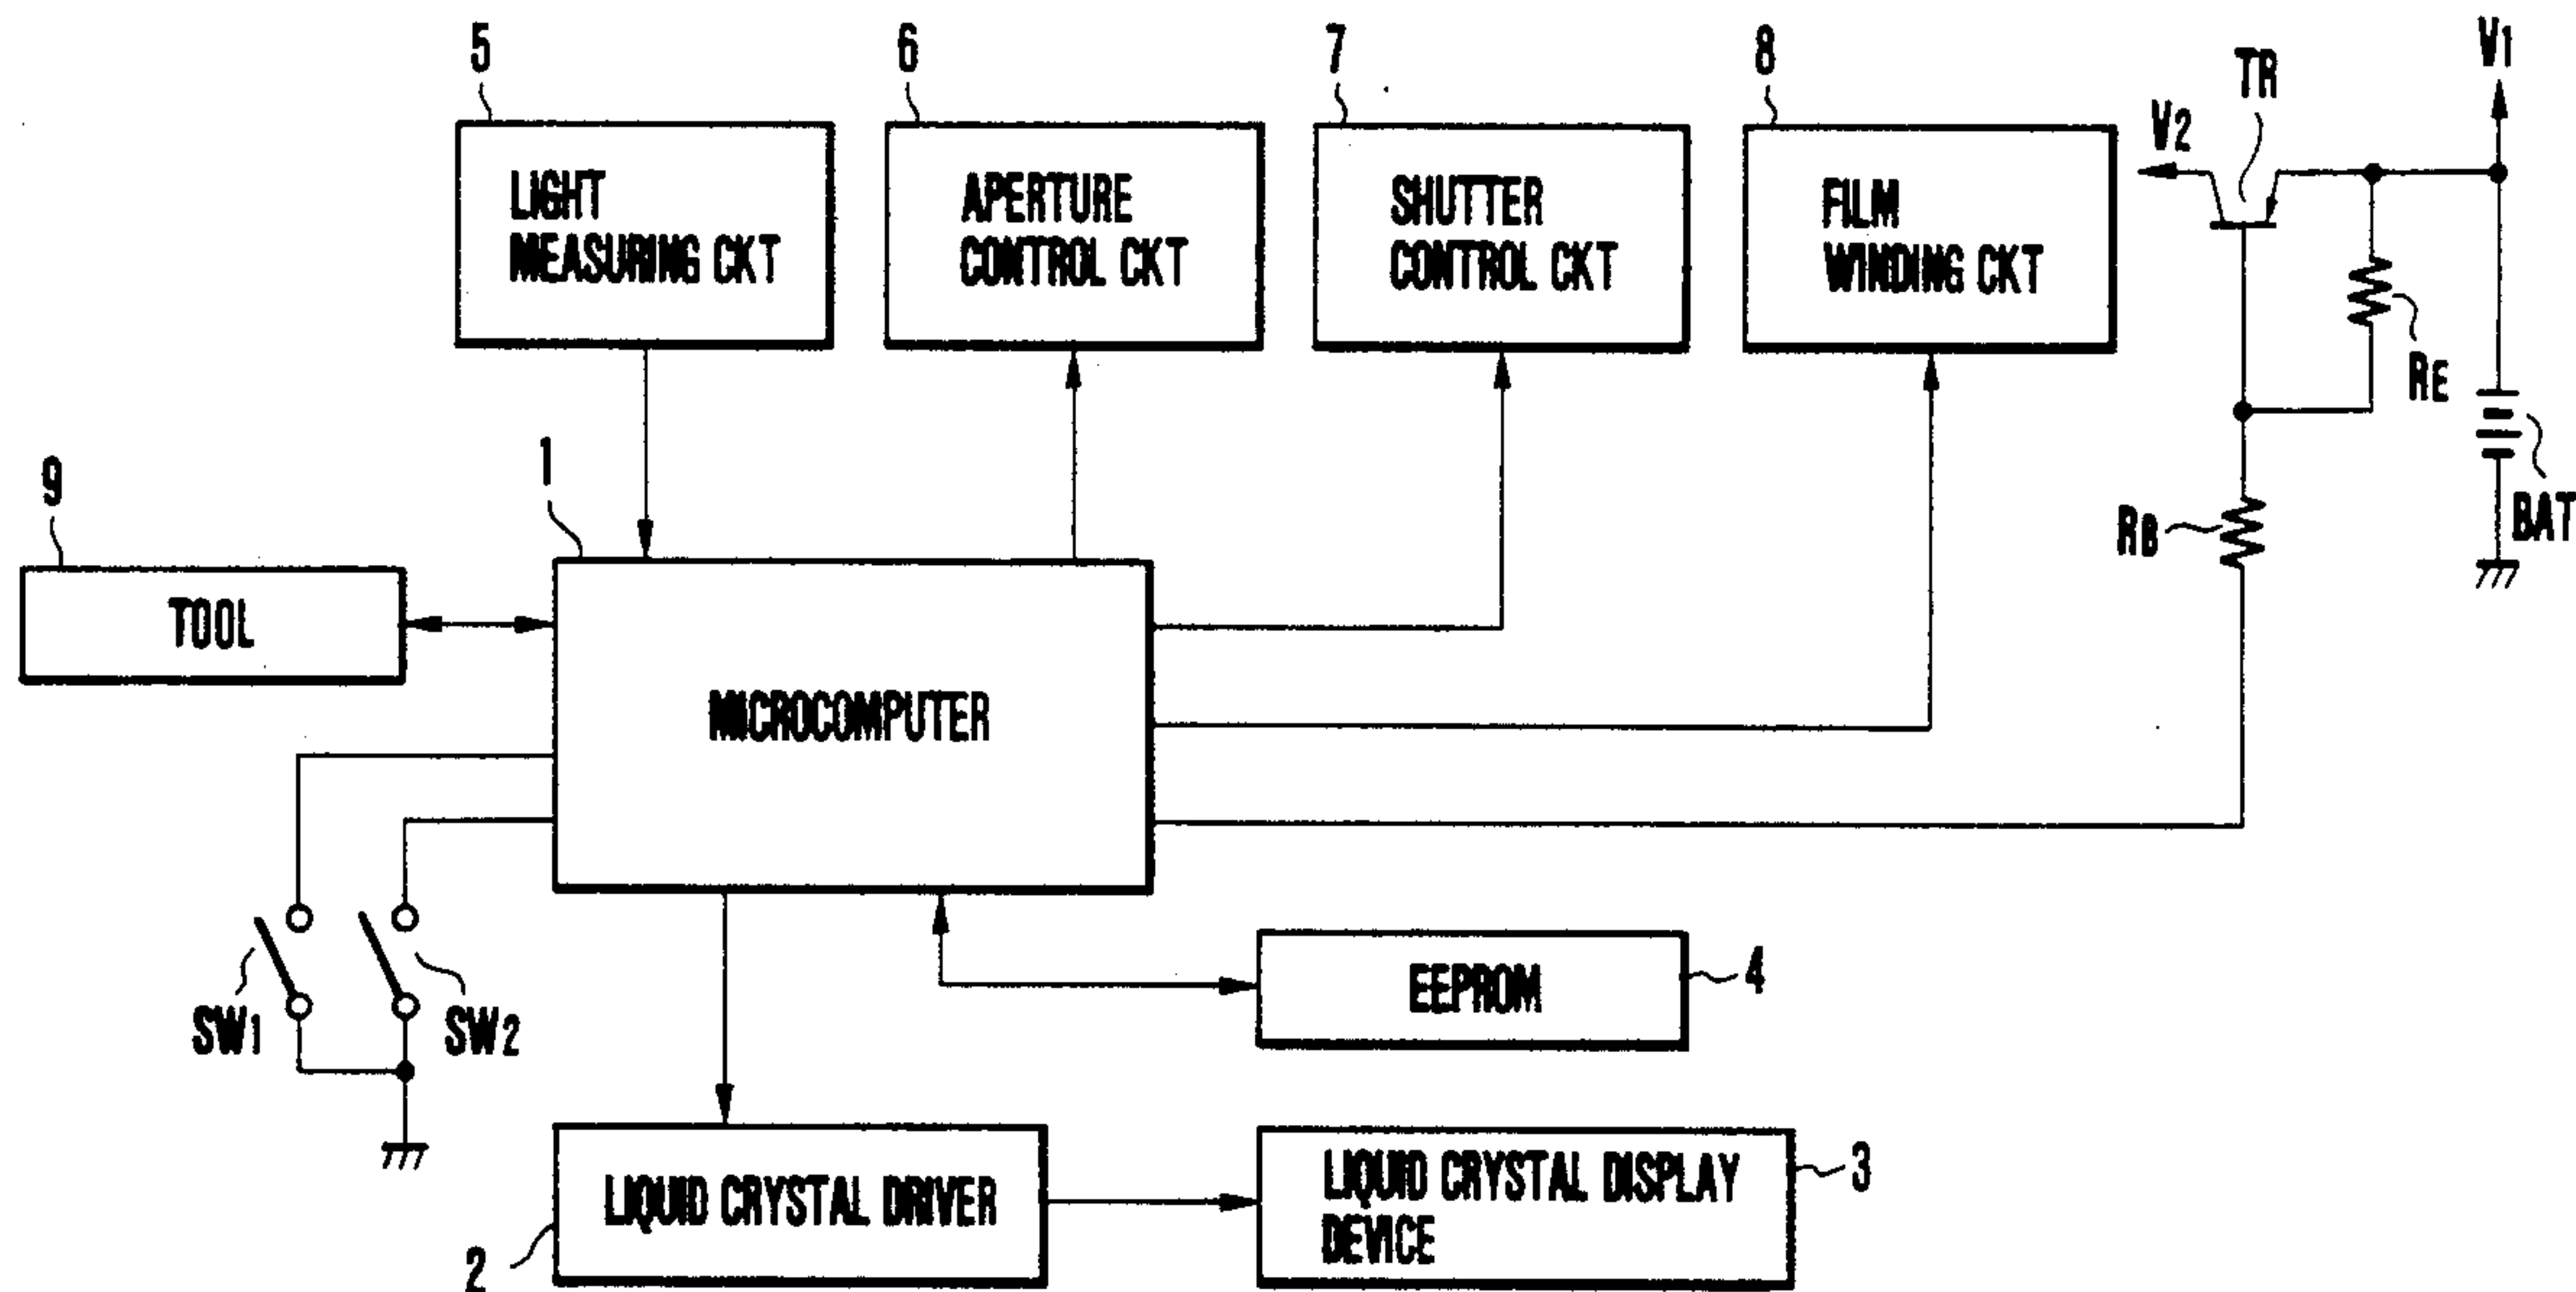 5
6
7
8
TR
V1
V2
LIGHT
MEASURING CKT
APERTURE
CONTROL CKT
SHUTTER
CONTROL CKT
FILM
WINDING CKT
RE
BAT
RB
9
1
TOOL
MICROCOMPUTER
SW1
SW2
EEPROM
4
LIQUID CRYSTAL DRIVER
2
LIQUID CRYSTAL DISPLAY
DEVICE
3